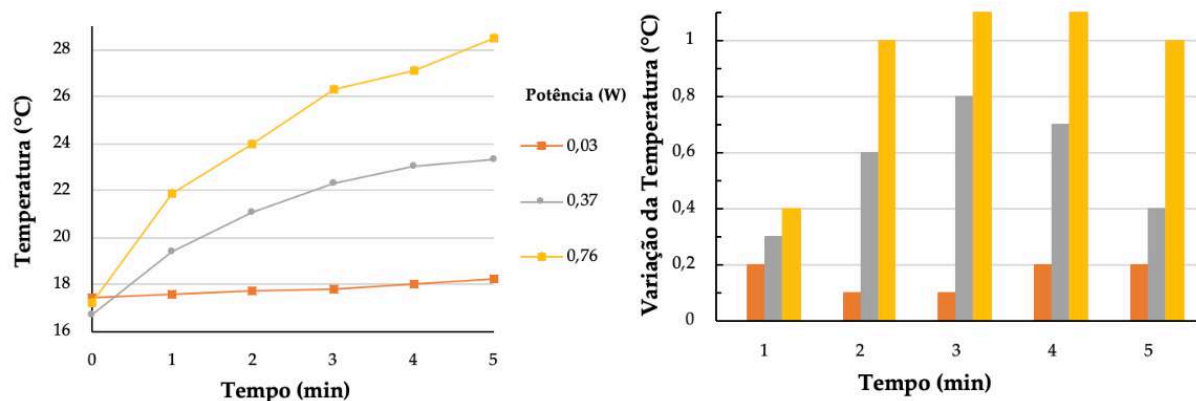 Temperatura (°C)
28
26
24
22
20
18
16
0 1 2 3 4 5
Tempo (min)
Potência (W)
0,03
0,37
0,76
Variação da Temperatura (°C)
1
0,8
0,6
0,4
0,2
0
1 2 3 4 5
Tempo (min)